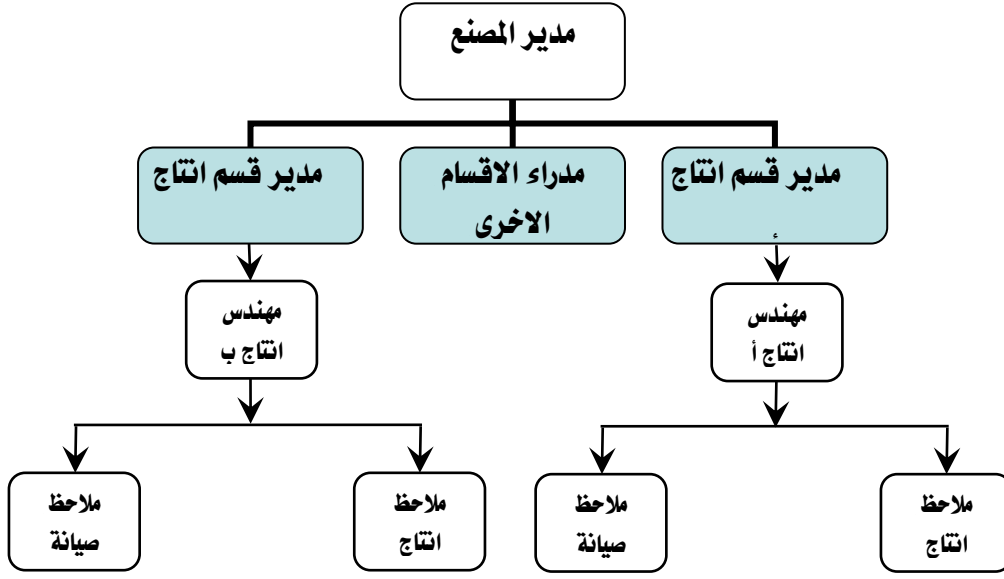 مدير المصنع
مدير قسم انتاج
أ
مدراء الاقسام
الاخرى
مدير قسم انتاج
مهندس
انتاج أ
مهندس
انتاج ب
ملاحظ
انتاج
ملاحظ
صيانة
ملاحظ
انتاج
ملاحظ
صيانة